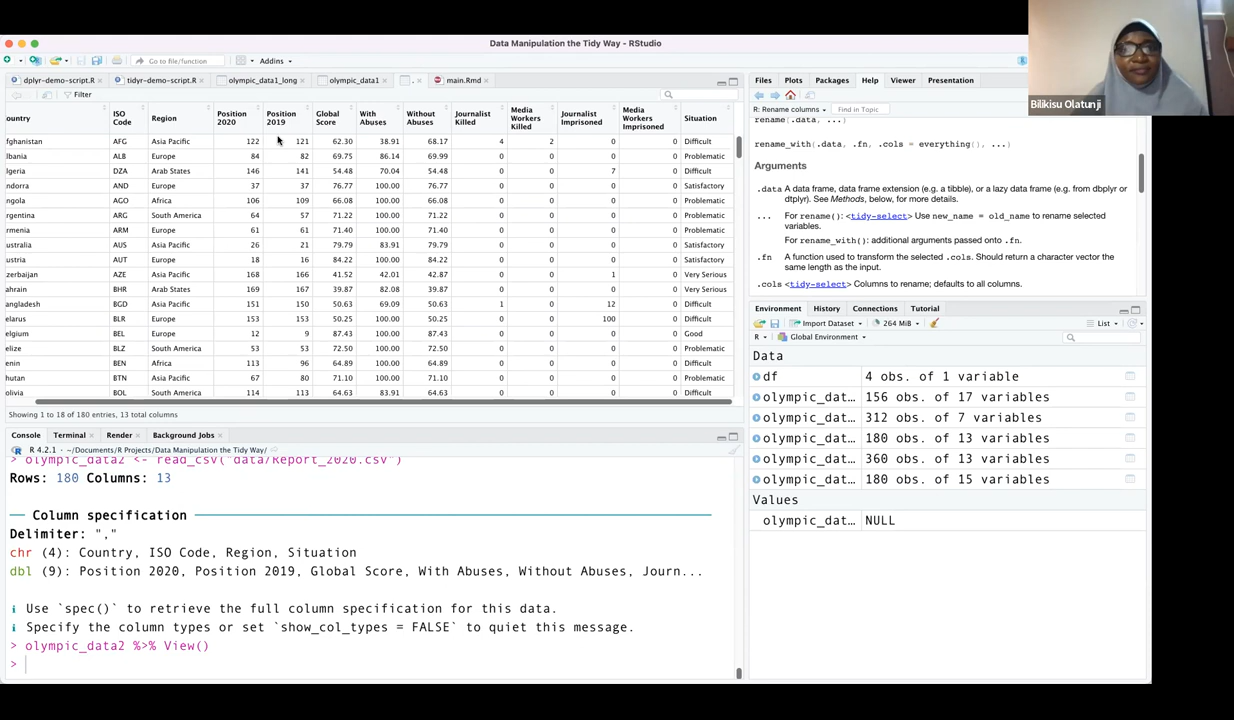 Data Manipulation the Tidy Way - RStudio
Go to file/function
Addins
dplyr-demo-script.R
tidyr-demo-script.R
olympic_data1_long
olympic_data1
.
main.Rmd
Filter
ountry ISO Code Region Position 2020 Position 2019 Global Score With Abuses Without Abuses Journalist Killed Media Workers Killed Journalist Imprisoned Media Workers Imprisoned Situation
fghanistan AFG Asia Pacific 122 121 62.30 38.91 68.17 4 2 0 0 Difficult
lbania ALB Europe 84 82 69.75 86.14 69.99 0 0 0 0 Problematic
lgeria DZA Arab States 146 141 54.48 70.04 54.48 0 0 7 0 Difficult
ndorra AND Europe 37 37 76.77 100.00 76.77 0 0 0 0 Satisfactory
ngola AGO Africa 106 109 66.08 100.00 66.08 0 0 0 0 Problematic
rgentina ARG South America 64 57 71.22 100.00 71.22 0 0 0 0 Problematic
rmenia ARM Europe 61 61 71.40 100.00 71.40 0 0 0 0 Problematic
ustralia AUS Asia Pacific 26 21 79.79 83.91 79.79 0 0 0 0 Satisfactory
ustria AUT Europe 18 16 84.22 100.00 84.22 0 0 0 0 Satisfactory
zerbaijan AZE Asia Pacific 168 166 41.52 42.01 42.87 0 0 1 0 Very Serious
ahrain BHR Arab States 169 167 39.87 82.08 39.87 0 0 0 0 Very Serious
angladesh BGD Asia Pacific 151 150 50.63 69.09 50.63 1 0 12 0 Difficult
elarus BLR Europe 153 153 50.25 100.00 50.25 0 0 100 0 Difficult
elgium BEL Europe 12 9 87.43 100.00 87.43 0 0 0 0 Good
elize BLZ South America 53 53 72.50 100.00 72.50 0 0 0 0 Problematic
enin BEN Africa 113 96 64.89 100.00 64.89 0 0 0 0 Difficult
hutan BTN Asia Pacific 67 80 71.10 100.00 71.10 0 0 0 0 Problematic
olivia BOL South America 114 113 64.63 83.91 64.63 0 0 0 0 Difficult
Showing 1 to 18 of 180 entries, 13 total columns
Console Terminal Render Background Jobs
R 4.2.1 · ~/Documents/R Projects/Data Manipulation the Tidy Way/
> olympic_data2 <- read_csv("data/Report_2020.csv")
Rows: 180 Columns: 13
── Column specification ──
Delimiter: ","
chr (4): Country, ISO Code, Region, Situation
dbl (9): Position 2020, Position 2019, Global Score, With Abuses, Without Abuses, Journ...
ℹ Use `spec()` to retrieve the full column specification for this data.
ℹ Specify the column types or set `show_col_types = FALSE` to quiet this message.
> olympic_data2 %>% View()
>
Files Plots Packages Help Viewer Presentation
R: Rename columns Find in Topic
rename(.data, ...)
rename_with(.data, .fn, .cols = everything(), ...)
Arguments
.data A data frame, data frame extension (e.g. a tibble), or a lazy data frame (e.g. from dbplyr or
dtplyr). See Methods, below, for more details.
... For rename(): <tidy-select> Use new_name = old_name to rename selected
variables.
For rename_with(): additional arguments passed onto .fn.
.fn A function used to transform the selected .cols. Should return a character vector the
same length as the input.
.cols <tidy-select> Columns to rename; defaults to all columns.
Environment History Connections Tutorial
Import Dataset 264 MiB List
R Global Environment
Data
df 4 obs. of 1 variable
olympic_dat… 156 obs. of 17 variables
olympic_dat… 312 obs. of 7 variables
olympic_dat… 180 obs. of 13 variables
olympic_dat… 360 obs. of 13 variables
olympic_dat… 180 obs. of 15 variables
Values
olympic_dat… NULL
Bilikisu Olatunji